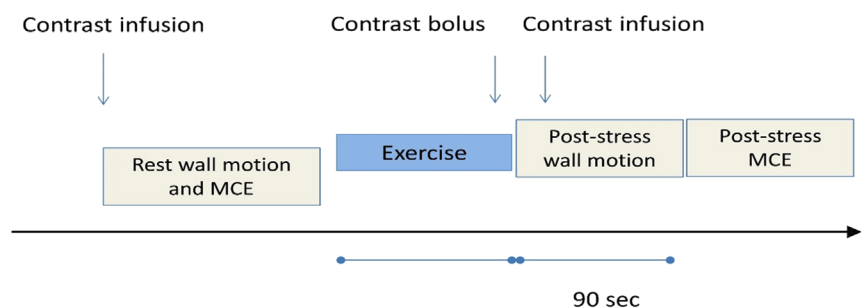 Contrast infusion
Contrast bolus
Contrast infusion
Rest wall motion
and MCE
Exercise
Post-stress
wall motion
Post-stress
MCE
90 sec